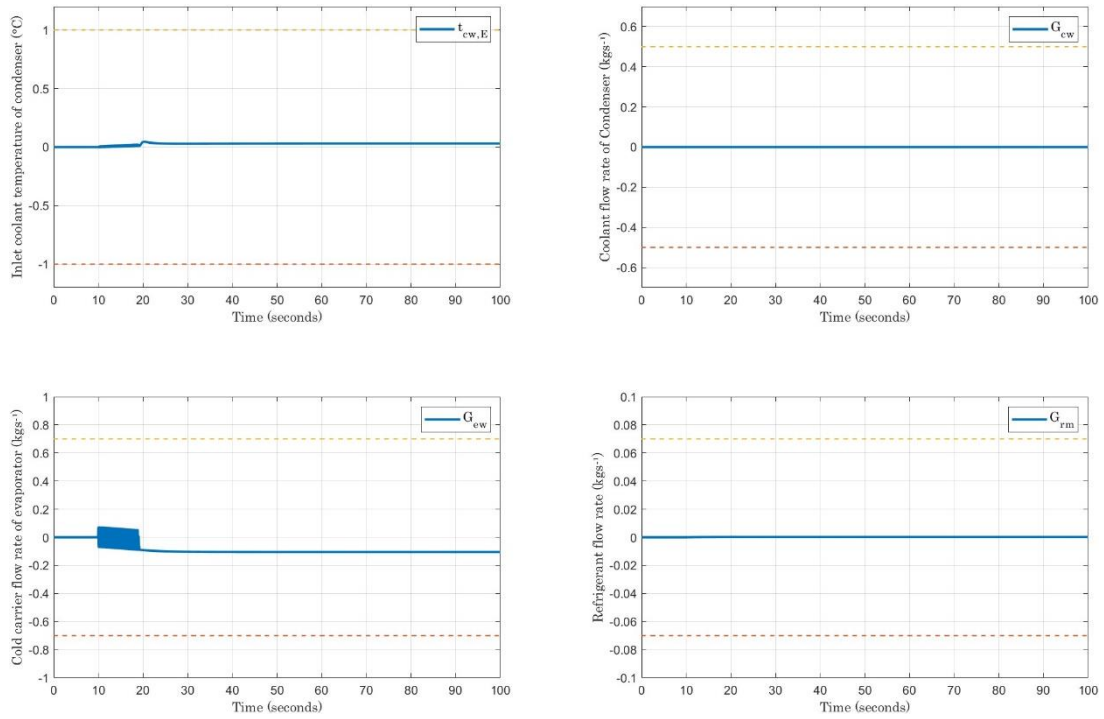 Inlet coolant temperature of condenser (°C)
1
0.5
0
-0.5
-1
0 10 20 30 40 50 60 70 80 90 100
Time (seconds)
t_cw,E
Coolant flow rate of Condenser (kgs⁻¹)
0.6
0.4
0.2
0
-0.2
-0.4
-0.6
0 10 20 30 40 50 60 70 80 90 100
Time (seconds)
G_cw
Cold carrier flow rate of evaporator (kgs⁻¹)
1
0.8
0.6
0.4
0.2
0
-0.2
-0.4
-0.6
-0.8
-1
0 10 20 30 40 50 60 70 80 90 100
Time (seconds)
G_ew
Refrigerant flow rate (kgs⁻¹)
0.1
0.08
0.06
0.04
0.02
0
-0.02
-0.04
-0.06
-0.08
-0.1
0 10 20 30 40 50 60 70 80 90 100
Time (seconds)
G_rm